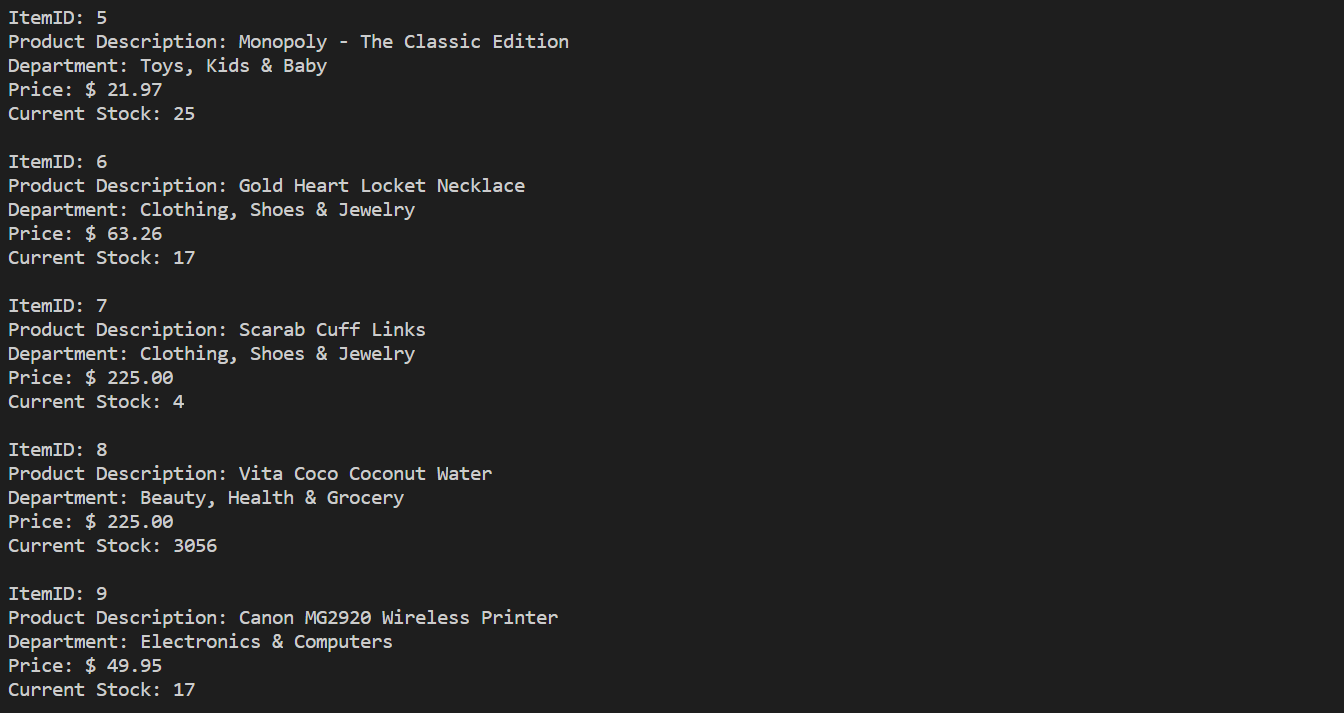 ItemID: 5
Product Description: Monopoly - The Classic Edition
Department: Toys, Kids & Baby
Price: $ 21.97
Current Stock: 25

ItemID: 6
Product Description: Gold Heart Locket Necklace
Department: Clothing, Shoes & Jewelry
Price: $ 63.26
Current Stock: 17

ItemID: 7
Product Description: Scarab Cuff Links
Department: Clothing, Shoes & Jewelry
Price: $ 225.00
Current Stock: 4

ItemID: 8
Product Description: Vita Coco Coconut Water
Department: Beauty, Health & Grocery
Price: $ 225.00
Current Stock: 3056

ItemID: 9
Product Description: Canon MG2920 Wireless Printer
Department: Electronics & Computers
Price: $ 49.95
Current Stock: 17